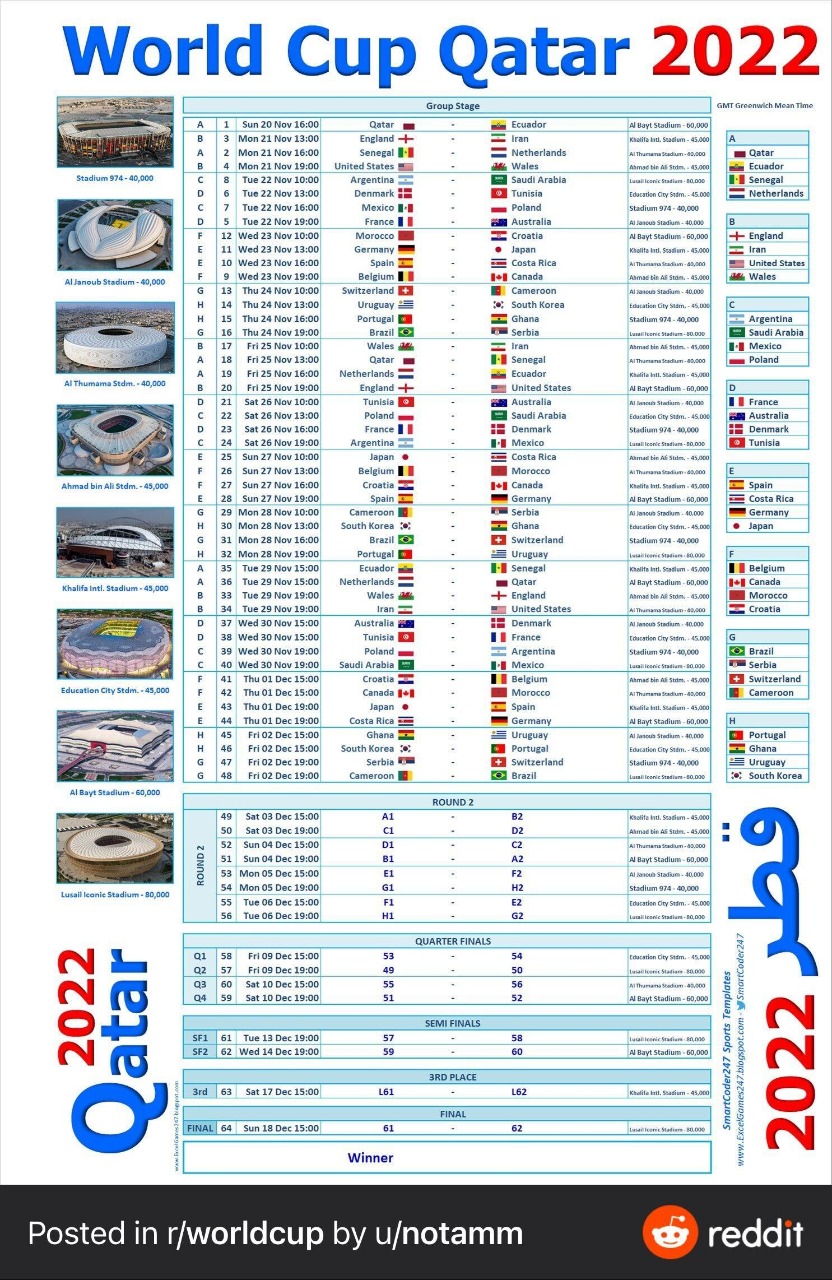 World Cup Qatar 2022
Group Stage
GMT Greenwich Mean Time
A 1 Sun 20 Nov 16:00 Qatar - Ecuador Al Bayt Stadium - 60,000
B 3 Mon 21 Nov 13:00 England - Iran Khalifa Intl. Stadium - 45,000
A 2 Mon 21 Nov 16:00 Senegal - Netherlands Al Thumama Stadium - 40,000
B 4 Mon 21 Nov 19:00 United States - Wales Ahmad bin Ali Stdm. - 45,000
C 8 Tue 22 Nov 10:00 Argentina - Saudi Arabia Lusail Iconic Stadium - 80,000
D 6 Tue 22 Nov 13:00 Denmark - Tunisia Education City Stdm. - 45,000
C 7 Tue 22 Nov 16:00 Mexico - Poland Stadium 974 - 40,000
D 5 Tue 22 Nov 19:00 France - Australia Al Janoub Stadium - 40,000
F 12 Wed 23 Nov 10:00 Morocco - Croatia Al Bayt Stadium - 60,000
E 11 Wed 23 Nov 13:00 Germany - Japan Khalifa Intl. Stadium - 45,000
E 10 Wed 23 Nov 16:00 Spain - Costa Rica Al Thumama Stadium - 40,000
F 9 Wed 23 Nov 19:00 Belgium - Canada Ahmad bin Ali Stdm. - 45,000
G 13 Thu 24 Nov 10:00 Switzerland - Cameroon Al Janoub Stadium - 40,000
H 14 Thu 24 Nov 13:00 Uruguay - South Korea Education City Stdm. - 45,000
H 15 Thu 24 Nov 16:00 Portugal - Ghana Stadium 974 - 40,000
G 16 Thu 24 Nov 19:00 Brazil - Serbia Lusail Iconic Stadium - 80,000
B 17 Fri 25 Nov 10:00 Wales - Iran Ahmad bin Ali Stdm. - 45,000
A 18 Fri 25 Nov 13:00 Qatar - Senegal Al Thumama Stadium - 40,000
A 19 Fri 25 Nov 16:00 Netherlands - Ecuador Khalifa Intl. Stadium - 45,000
B 20 Fri 25 Nov 19:00 England - United States Al Bayt Stadium - 60,000
D 21 Sat 26 Nov 10:00 Tunisia - Australia Al Janoub Stadium - 40,000
C 22 Sat 26 Nov 13:00 Poland - Saudi Arabia Education City Stdm. - 45,000
D 23 Sat 26 Nov 16:00 France - Denmark Stadium 974 - 40,000
C 24 Sat 26 Nov 19:00 Argentina - Mexico Lusail Iconic Stadium - 80,000
E 25 Sun 27 Nov 10:00 Japan - Costa Rica Ahmad bin Ali Stdm. - 45,000
F 26 Sun 27 Nov 13:00 Belgium - Morocco Al Thumama Stadium - 40,000
F 27 Sun 27 Nov 16:00 Croatia - Canada Khalifa Intl. Stadium - 45,000
E 28 Sun 27 Nov 19:00 Spain - Germany Al Bayt Stadium - 60,000
G 29 Mon 28 Nov 10:00 Cameroon - Serbia Al Janoub Stadium - 40,000
H 30 Mon 28 Nov 13:00 South Korea - Ghana Education City Stdm. - 45,000
G 31 Mon 28 Nov 16:00 Brazil - Switzerland Stadium 974 - 40,000
H 32 Mon 28 Nov 19:00 Portugal - Uruguay Lusail Iconic Stadium - 80,000
A 35 Tue 29 Nov 15:00 Ecuador - Senegal Khalifa Intl. Stadium - 45,000
A 36 Tue 29 Nov 15:00 Netherlands - Qatar Al Bayt Stadium - 60,000
B 33 Tue 29 Nov 19:00 Wales - England Ahmad bin Ali Stdm. - 45,000
B 34 Tue 29 Nov 19:00 Iran - United States Al Thumama Stadium - 40,000
D 37 Wed 30 Nov 15:00 Australia - Denmark Al Janoub Stadium - 40,000
D 38 Wed 30 Nov 15:00 Tunisia - France Education City Stdm. - 45,000
C 39 Wed 30 Nov 19:00 Poland - Argentina Stadium 974 - 40,000
C 40 Wed 30 Nov 19:00 Saudi Arabia - Mexico Lusail Iconic Stadium - 80,000
F 41 Thu 01 Dec 15:00 Croatia - Belgium Ahmad bin Ali Stdm. - 45,000
F 42 Thu 01 Dec 15:00 Canada - Morocco Al Thumama Stadium - 40,000
E 43 Thu 01 Dec 19:00 Japan - Spain Khalifa Intl. Stadium - 45,000
E 44 Thu 01 Dec 19:00 Costa Rica - Germany Al Bayt Stadium - 60,000
H 45 Fri 02 Dec 15:00 Ghana - Uruguay Al Janoub Stadium - 40,000
H 46 Fri 02 Dec 15:00 South Korea - Portugal Education City Stdm. - 45,000
G 47 Fri 02 Dec 19:00 Serbia - Switzerland Stadium 974 - 40,000
G 48 Fri 02 Dec 19:00 Cameroon - Brazil Lusail Iconic Stadium - 80,000
ROUND 2
ROUND 2
49 Sat 03 Dec 15:00 A1 - B2 Khalifa Intl. Stadium - 45,000
50 Sat 03 Dec 19:00 C1 - D2 Ahmad bin Ali Stdm. - 45,000
52 Sun 04 Dec 15:00 D1 - C2 Al Thumama Stadium - 40,000
51 Sun 04 Dec 19:00 B1 - A2 Al Bayt Stadium - 60,000
53 Mon 05 Dec 15:00 E1 - F2 Al Janoub Stadium - 40,000
54 Mon 05 Dec 19:00 G1 - H2 Stadium 974 - 40,000
55 Tue 06 Dec 15:00 F1 - E2 Education City Stdm. - 45,000
56 Tue 06 Dec 19:00 H1 - G2 Lusail Iconic Stadium - 80,000
QUARTER FINALS
Q1 58 Fri 09 Dec 15:00 53 - 54 Education City Stdm. - 45,000
Q2 57 Fri 09 Dec 19:00 49 - 50 Lusail Iconic Stadium - 80,000
Q3 60 Sat 10 Dec 15:00 55 - 56 Al Thumama Stadium - 40,000
Q4 59 Sat 10 Dec 19:00 51 - 52 Al Bayt Stadium - 60,000
SEMI FINALS
SF1 61 Tue 13 Dec 19:00 57 - 58 Lusail Iconic Stadium - 80,000
SF2 62 Wed 14 Dec 19:00 59 - 60 Al Bayt Stadium - 60,000
3RD PLACE
3rd 63 Sat 17 Dec 15:00 L61 - L62 Khalifa Intl. Stadium - 45,000
FINAL
FINAL 64 Sun 18 Dec 15:00 61 - 62 Lusail Iconic Stadium - 80,000
Winner
Stadium 974 - 40,000
Al Janoub Stadium - 40,000
Al Thumama Stdm. - 40,000
Ahmad bin Ali Stdm. - 45,000
Khalifa Intl. Stadium - 45,000
Education City Stdm. - 45,000
Al Bayt Stadium - 60,000
Lusail Iconic Stadium - 80,000
A
Qatar
Ecuador
Senegal
Netherlands
B
England
Iran
United States
Wales
C
Argentina
Saudi Arabia
Mexico
Poland
D
France
Australia
Denmark
Tunisia
E
Spain
Costa Rica
Germany
Japan
F
Belgium
Canada
Morocco
Croatia
G
Brazil
Serbia
Switzerland
Cameroon
H
Portugal
Ghana
Uruguay
South Korea
2022
Qatar
www.ExcelGames247.blogspot.com
SmartCoder247 Sports Templates
www.ExcelGames247.blogspot.com - SmartCoder247
قطر
2022
Posted in r/worldcup by u/notamm
reddit